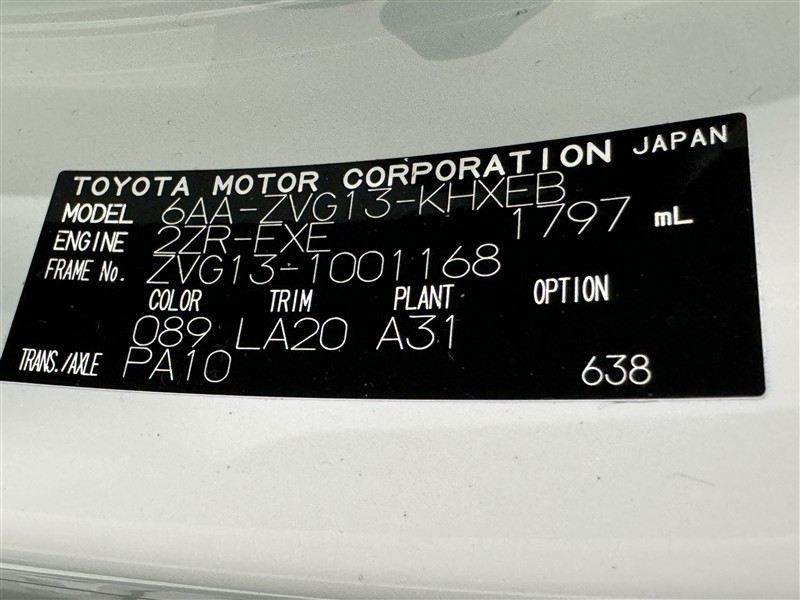 TOYOTA MOTOR CORPORATION JAPAN
MODEL 6AA-ZVG13-KHXEB
ENGINE 2ZR-EXE 1797 mL
FRAME No. ZVG13-1001168
COLOR TRIM PLANT OPTION
089 LA20 A31
TRANS./AXLE PA10 638